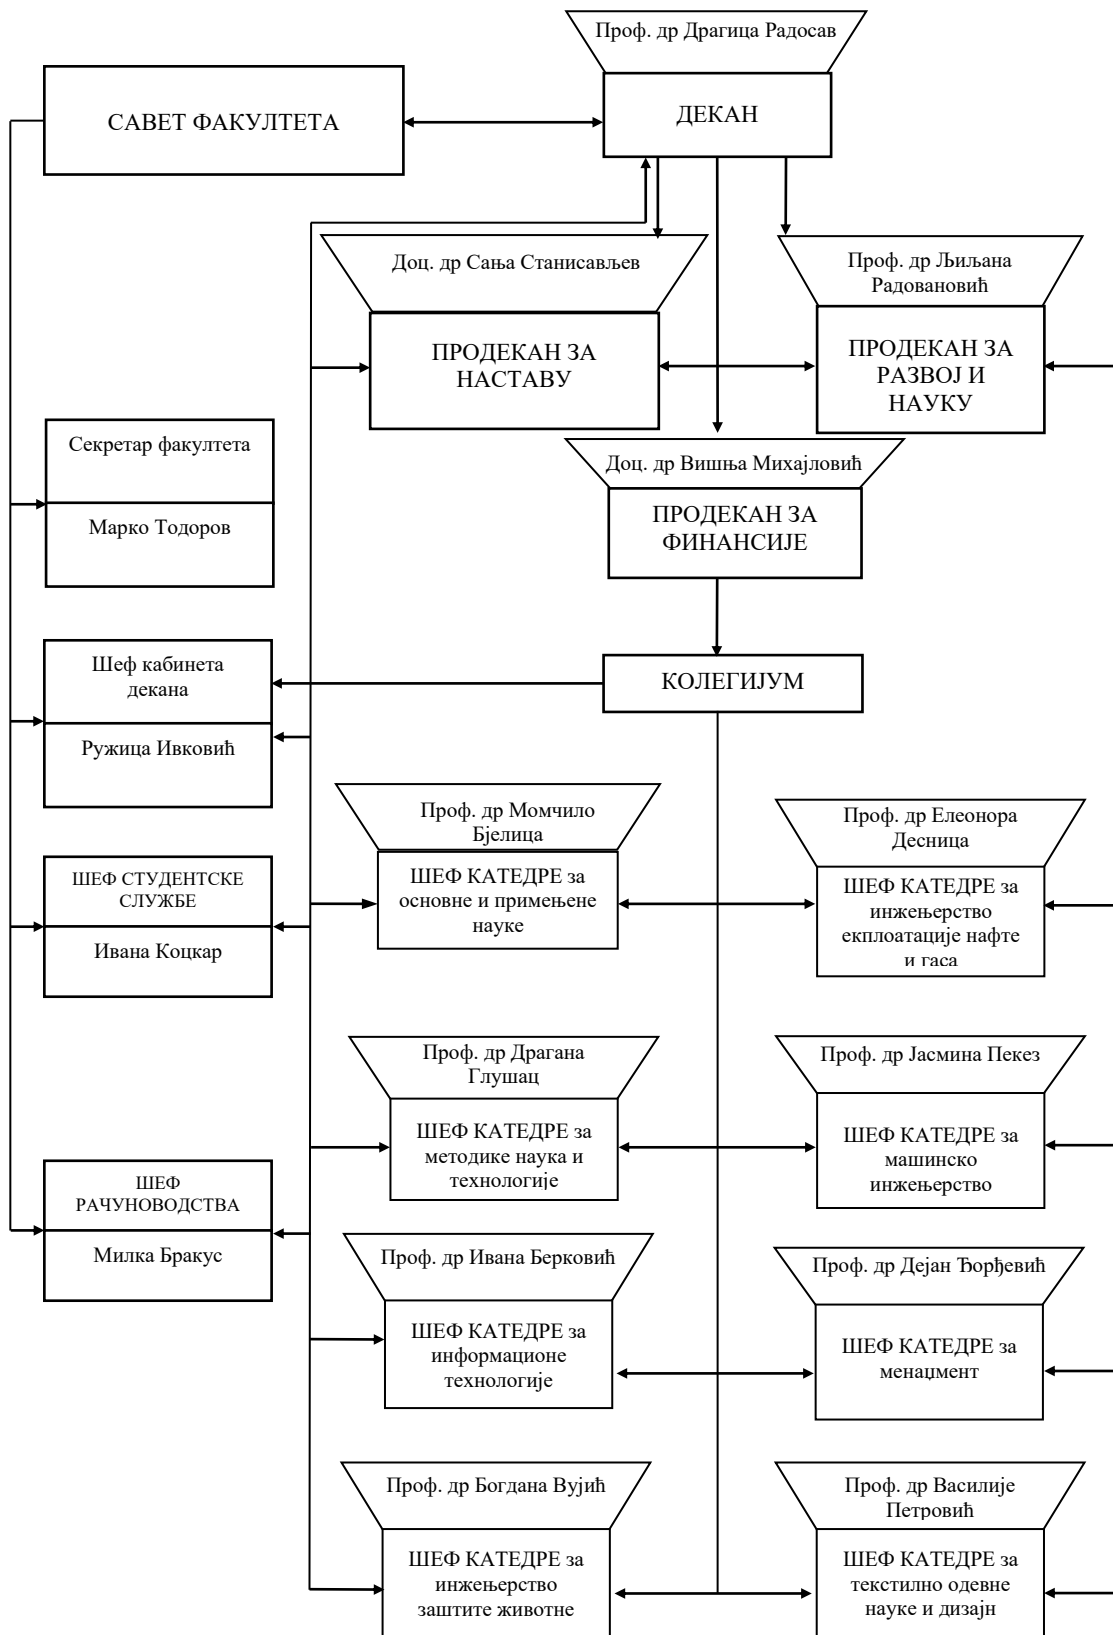 Проф. др Драгица Радосав
САВЕТ ФАКУЛТЕТА
ДЕКАН
Доц. др Сања Станисављев
Проф. др Љиљана
Радовановић
ПРОДЕКАН ЗА
НАСТАВУ
ПРОДЕКАН ЗА
РАЗВОЈ И
НАУКУ
Секретар факултета
Марко Тодоров
Доц. др Вишња Михајловић
ПРОДЕКАН ЗА
ФИНАНСИЈЕ
Шеф кабинета
декана
Ружица Ивковић
КОЛЕГИЈУМ
Проф. др Момчило
Бјелица
ШЕФ КАТЕДРЕ за
основне и примењене
науке
Проф. др Елеонора
Десница
ШЕФ КАТЕДРЕ за
инжењерство
екплоатације нафте
и гаса
ШЕФ СТУДЕНТСКЕ
СЛУЖБЕ
Ивана Коцкар
Проф. др Драгана
Глушац
ШЕФ КАТЕДРЕ за
методике наука и
технологије
Проф. др Јасмина Пекез
ШЕФ КАТЕДРЕ за
машинско
инжењерство
ШЕФ
РАЧУНОВОДСТВА
Милка Бракус
Проф. др Ивана Берковић
ШЕФ КАТЕДРЕ за
информационе
технологије
Проф. др Дејан Ђорђевић
ШЕФ КАТЕДРЕ за
менаџмент
Проф. др Богдана Вујић
ШЕФ КАТЕДРЕ за
инжењерство
заштите животне
Проф. др Василије
Петровић
ШЕФ КАТЕДРЕ за
текстилно одевне
науке и дизајн